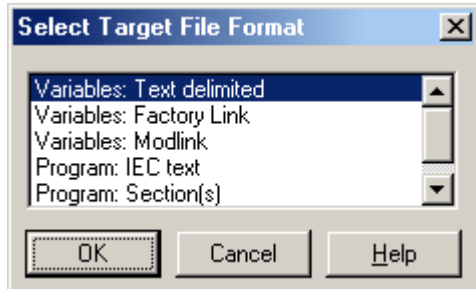 Select Target File Format
Variables: Text delimited
Variables: Factory Link
Variables: Modlink
Program: IEC text
Program: Section(s)
OK
Cancel
Help